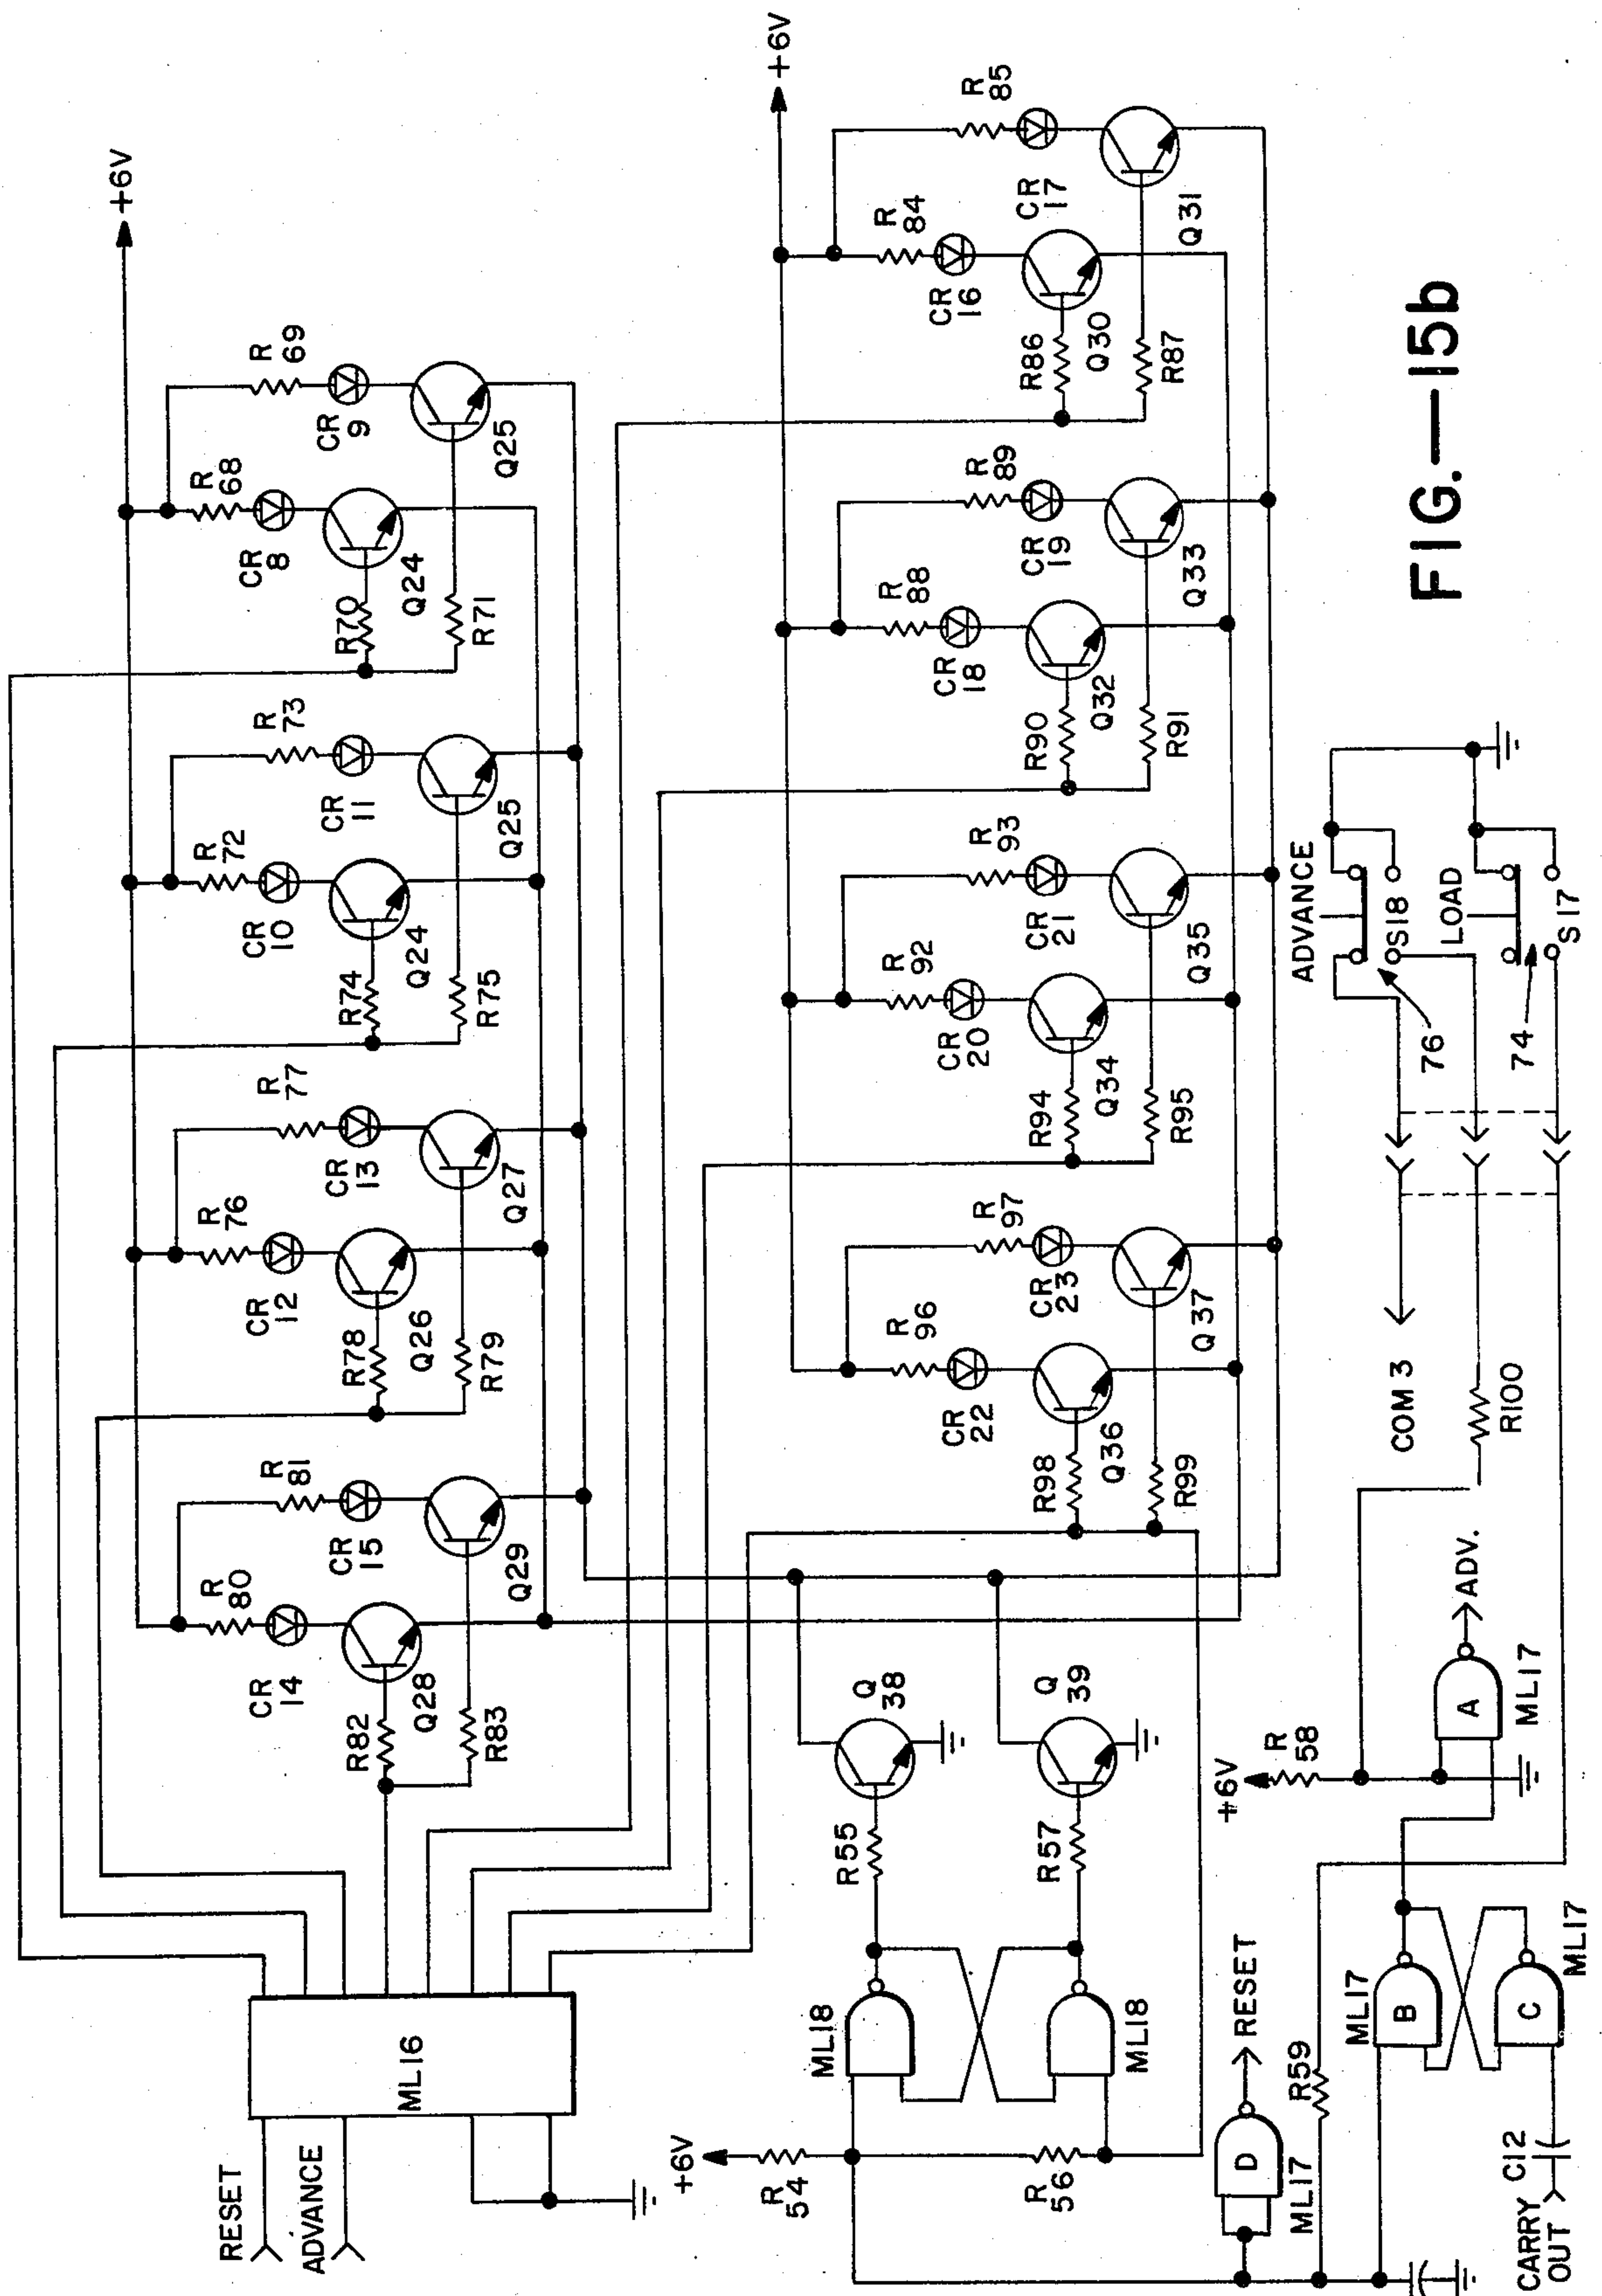 +6V
R
69
CR
9
Q25
R
68
CR
8
R70
Q24
R71
R
73
CR
11
Q25
R
72
CR
10
R74
Q24
R75
R
77
CR
13
Q27
R
76
CR
12
R78
Q26
R79
R
81
CR
15
Q29
R
80
CR
14
R82
Q28
R83
ML16
RESET
ADVANCE
+6V
R
85
CR
17
Q31
R
84
CR
16
R86
Q30
R87
R
89
CR
19
Q33
R
88
CR
18
R90
Q32
R91
R
93
CR
21
Q35
R
92
CR
20
R94
Q34
R95
R
97
CR
23
Q37
R
96
CR
22
R98
Q36
R99
Q
38
R55
Q
39
R57
ML18
ML18
+6V
R
54
R
56
D
ML17
RESET
ADVANCE
S18
76
LOAD
S17
74
COM 3
R100
+6V
R
58
A
ML17
ADV.
R59
B
ML17
C
ML17
CARRY
OUT
C12
FIG.—15b